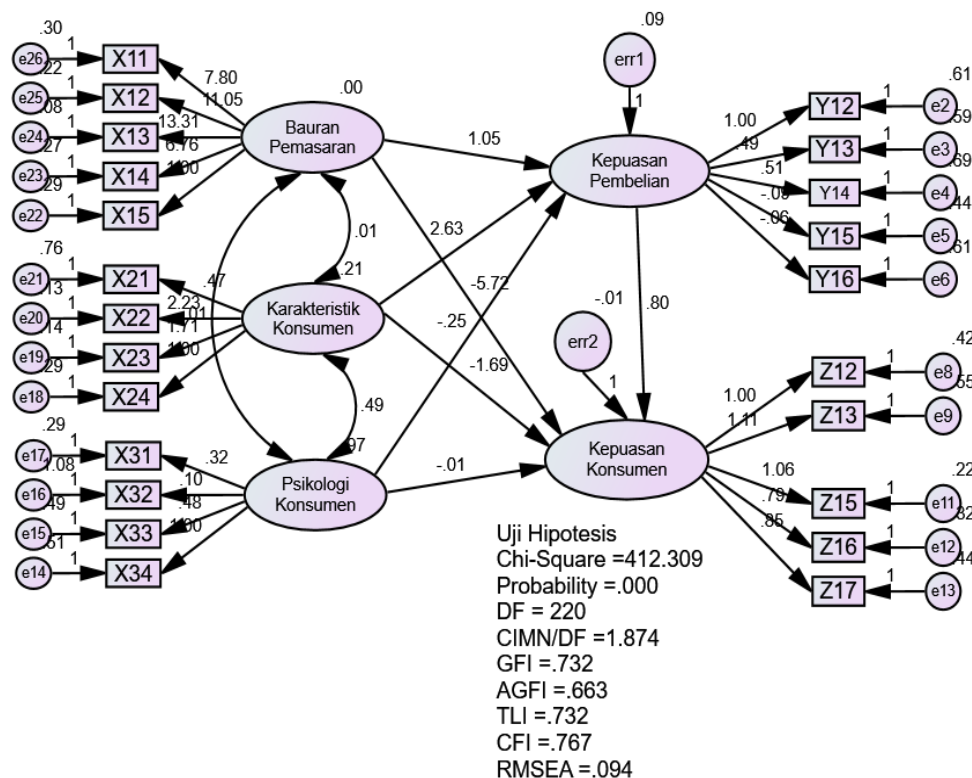 .30
1
e26
X11
.22
1
e25
X12
.08
1
e24
X13
.27
1
e23
X14
.29
1
e22
X15
7.80
11.05
13.31
6.76
1.00
.00
Bauran
Pemasaran
.76
1
e21
X21
.13
1
e20
X22
.14
1
e19
X23
.29
1
e18
X24
.47
2.23
.01
1.71
1.00
.01
.21
Karakteristik
Konsumen
.29
1
e17
X31
1.08
1
e16
X32
.49
1
e15
X33
.51
1
e14
X34
.32
.10
.48
1.00
.49
.97
Psikologi
Konsumen
1.05
2.63
-5.72
-.25
-1.69
-.01
.80
.09
err1
1
Kepuasan
Pembelian
-.01
err2
1
Kepuasan
Konsumen
1.00
.49
.51
-.09
-.06
Y12
1
.61
e2
Y13
1
.59
e3
Y14
1
.69
e4
Y15
1
.44
e5
Y16
1
.61
e6
1.00
1.11
1.06
.79
.85
Z12
1
.42
e8
Z13
1
.55
e9
Z15
1
.22
e11
Z16
1
.32
e12
Z17
1
.44
e13
Uji Hipotesis
Chi-Square =412.309
Probability =.000
DF = 220
CIMN/DF =1.874
GFI =.732
AGFI =.663
TLI =.732
CFI =.767
RMSEA =.094